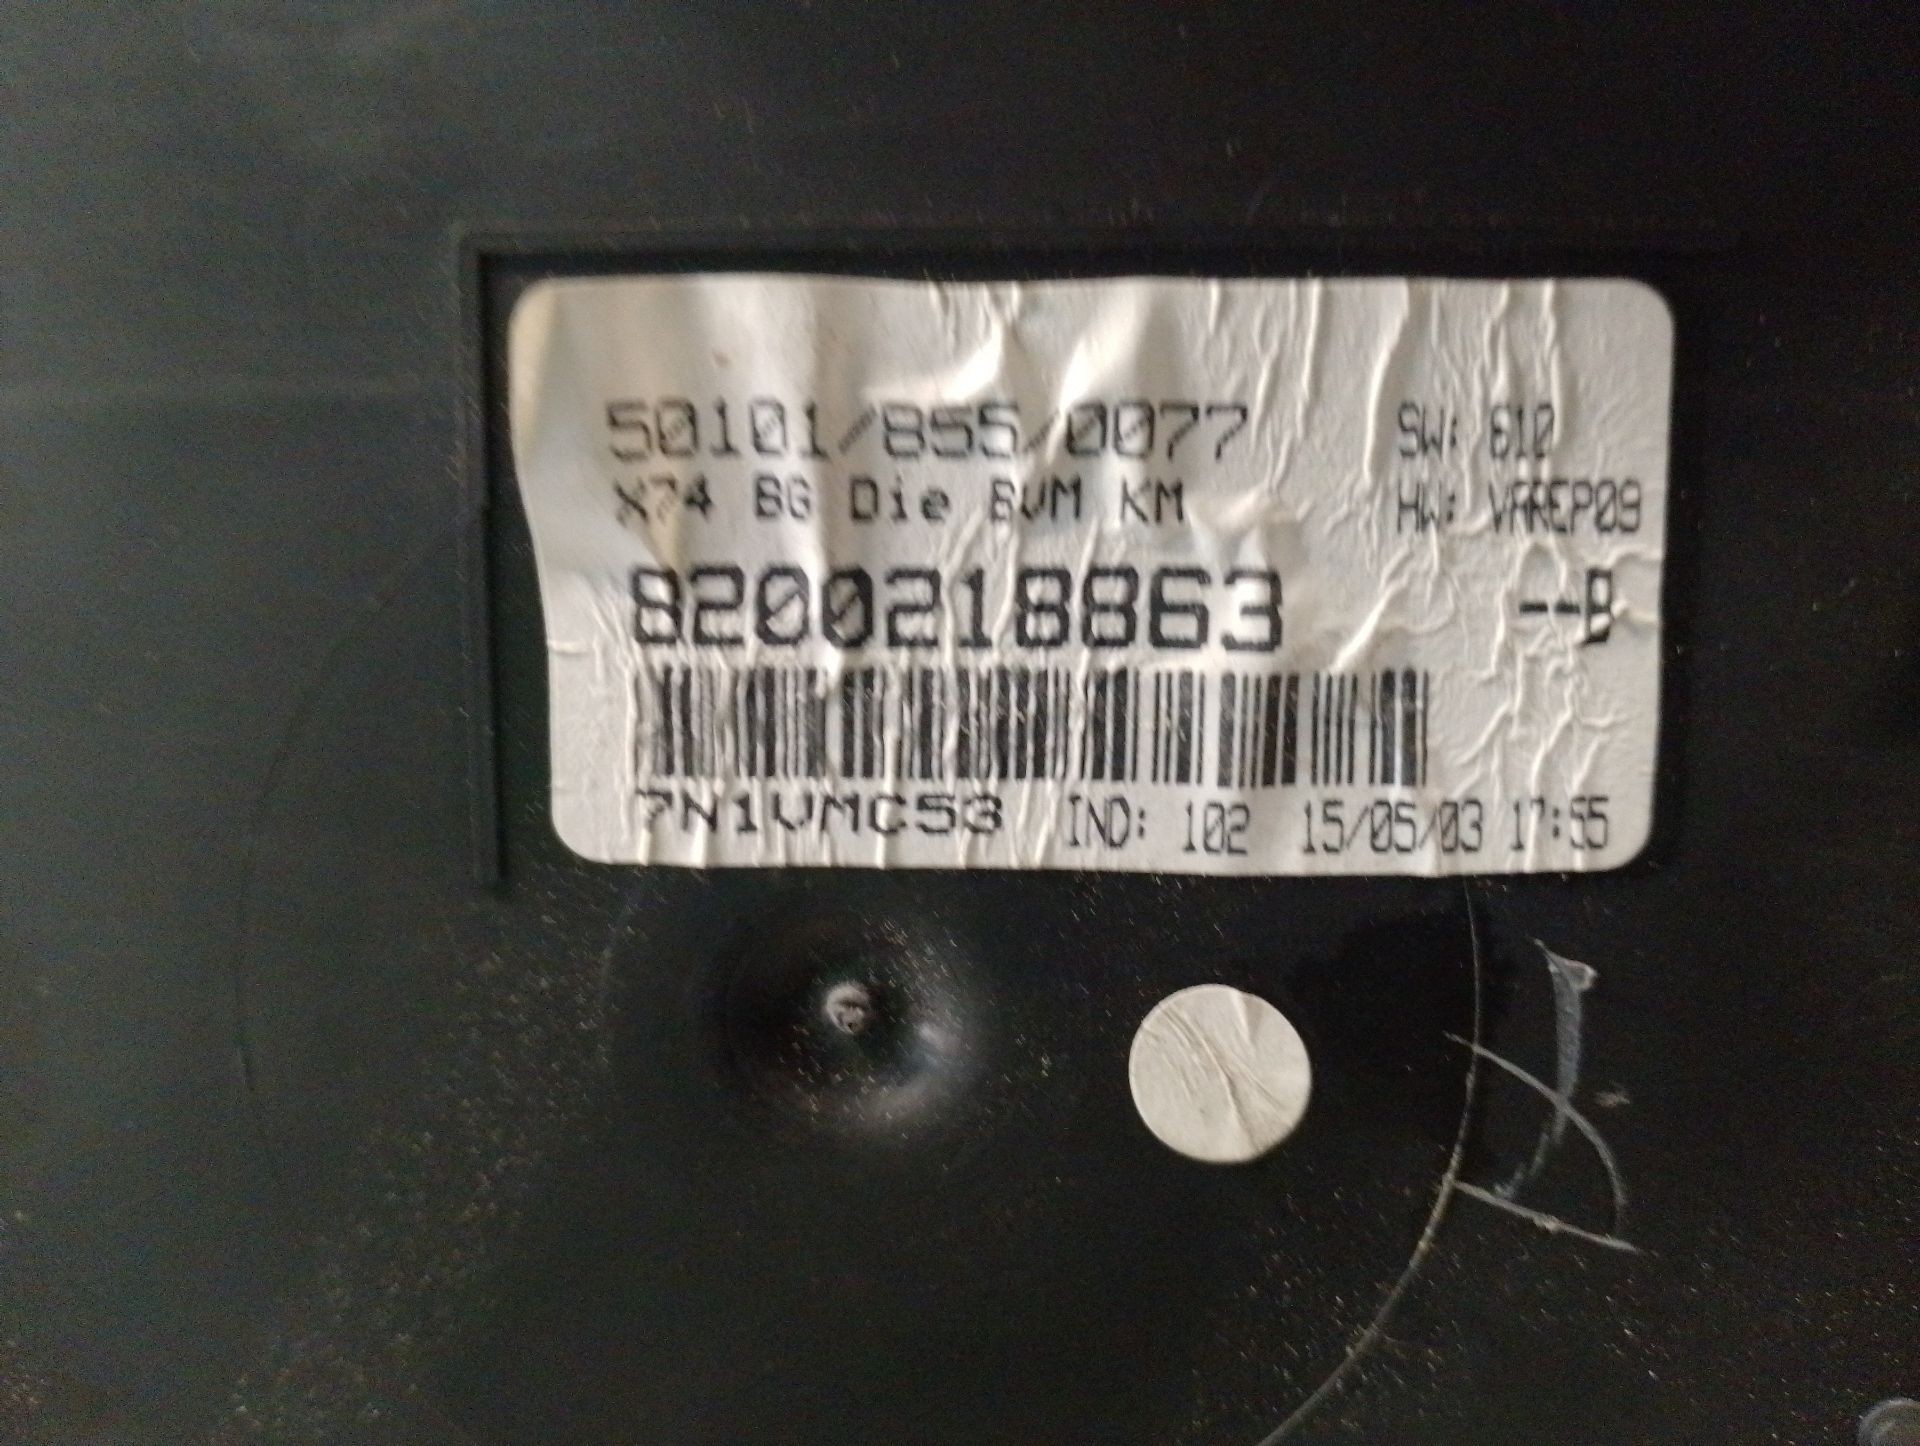 50101/855/0077 SW: 610
X74 BG Die BVM KM HW: VAREP09
8200218863 --B
7N1VMC53 IND: 102 15/05/03 17:55